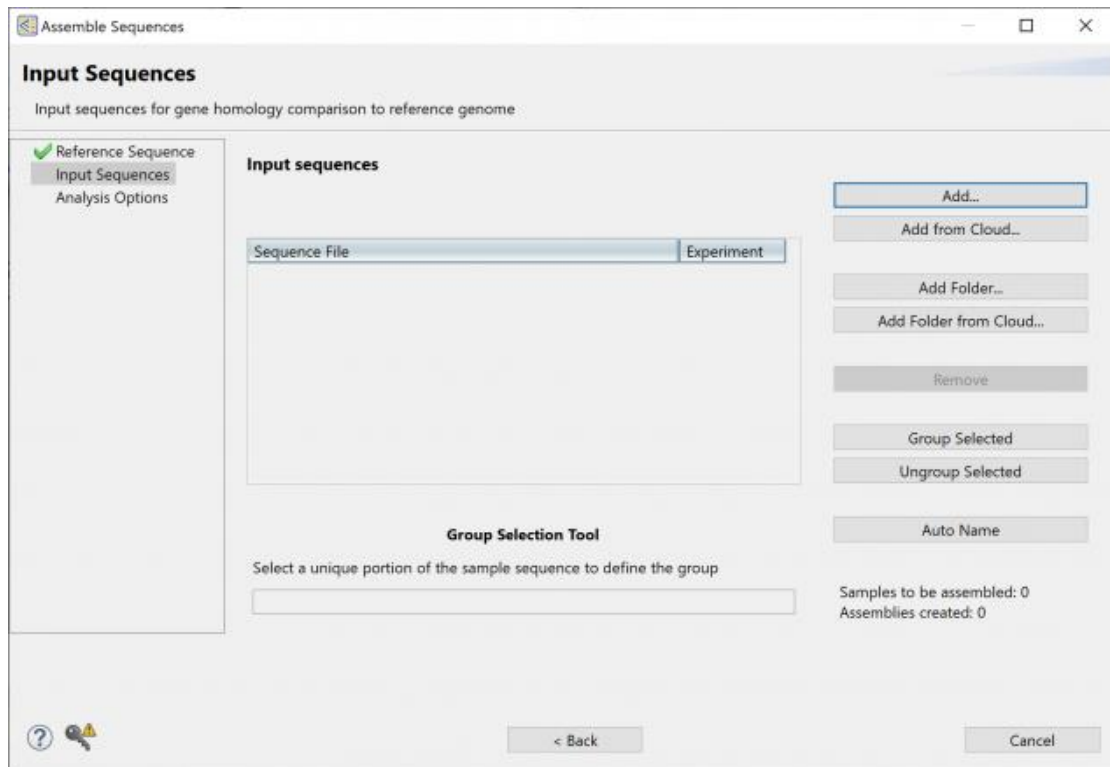 Assemble Sequences
Input Sequences
Input sequences for gene homology comparison to reference genome
Reference Sequence
Input Sequences
Analysis Options
Input sequences
Sequence File
Experiment
Add...
Add from Cloud...
Add Folder...
Add Folder from Cloud...
Remove
Group Selected
Ungroup Selected
Auto Name
Group Selection Tool
Select a unique portion of the sample sequence to define the group
Samples to be assembled: 0
Assemblies created: 0
?
< Back
Cancel